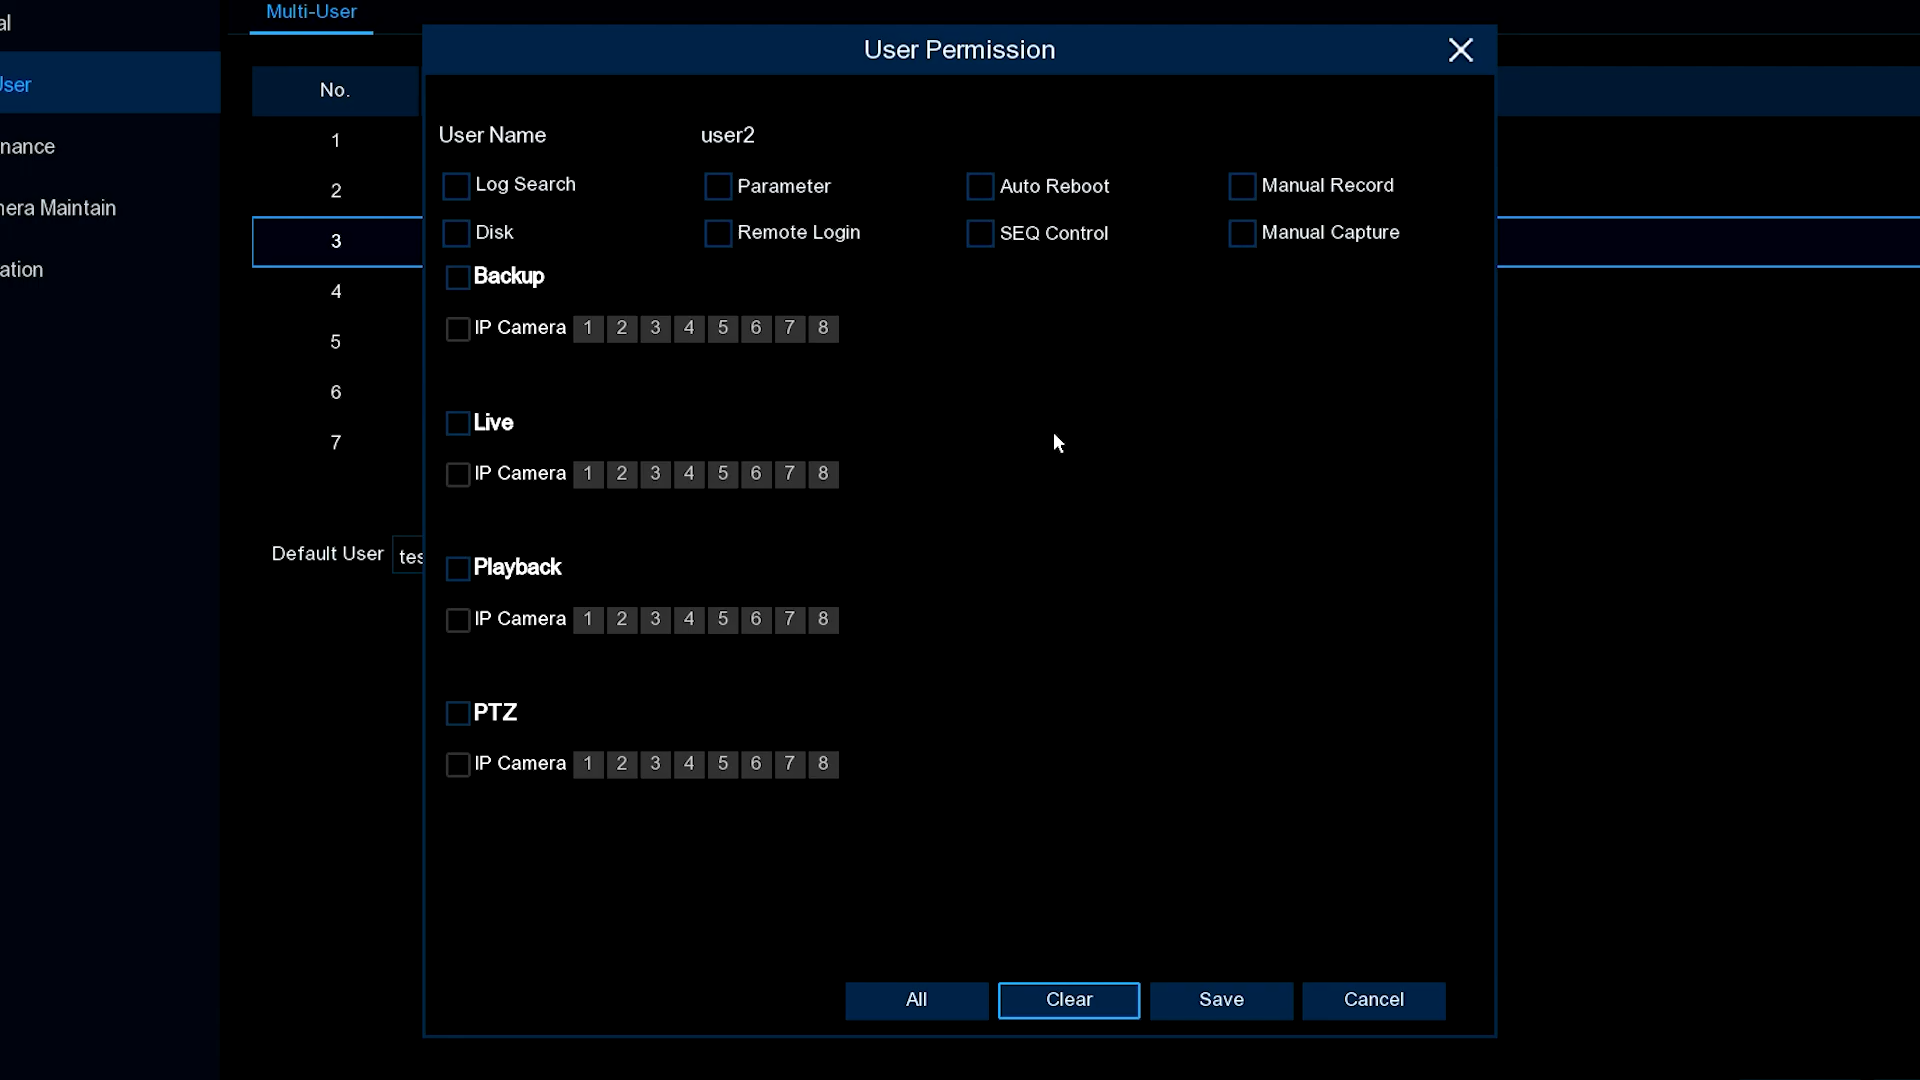 al
Multi-User
User Permission
User
No.
1
User Name user2
nance
Log Search Parameter Auto Reboot Manual Record
2
era Maintain
3
Disk Remote Login SEQ Control Manual Capture
ation
Backup
4
IP Camera 1 2 3 4 5 6 7 8
5
6
Live
7
IP Camera 1 2 3 4 5 6 7 8
Default User tes
Playback
IP Camera 1 2 3 4 5 6 7 8
PTZ
IP Camera 1 2 3 4 5 6 7 8
All Clear Save Cancel